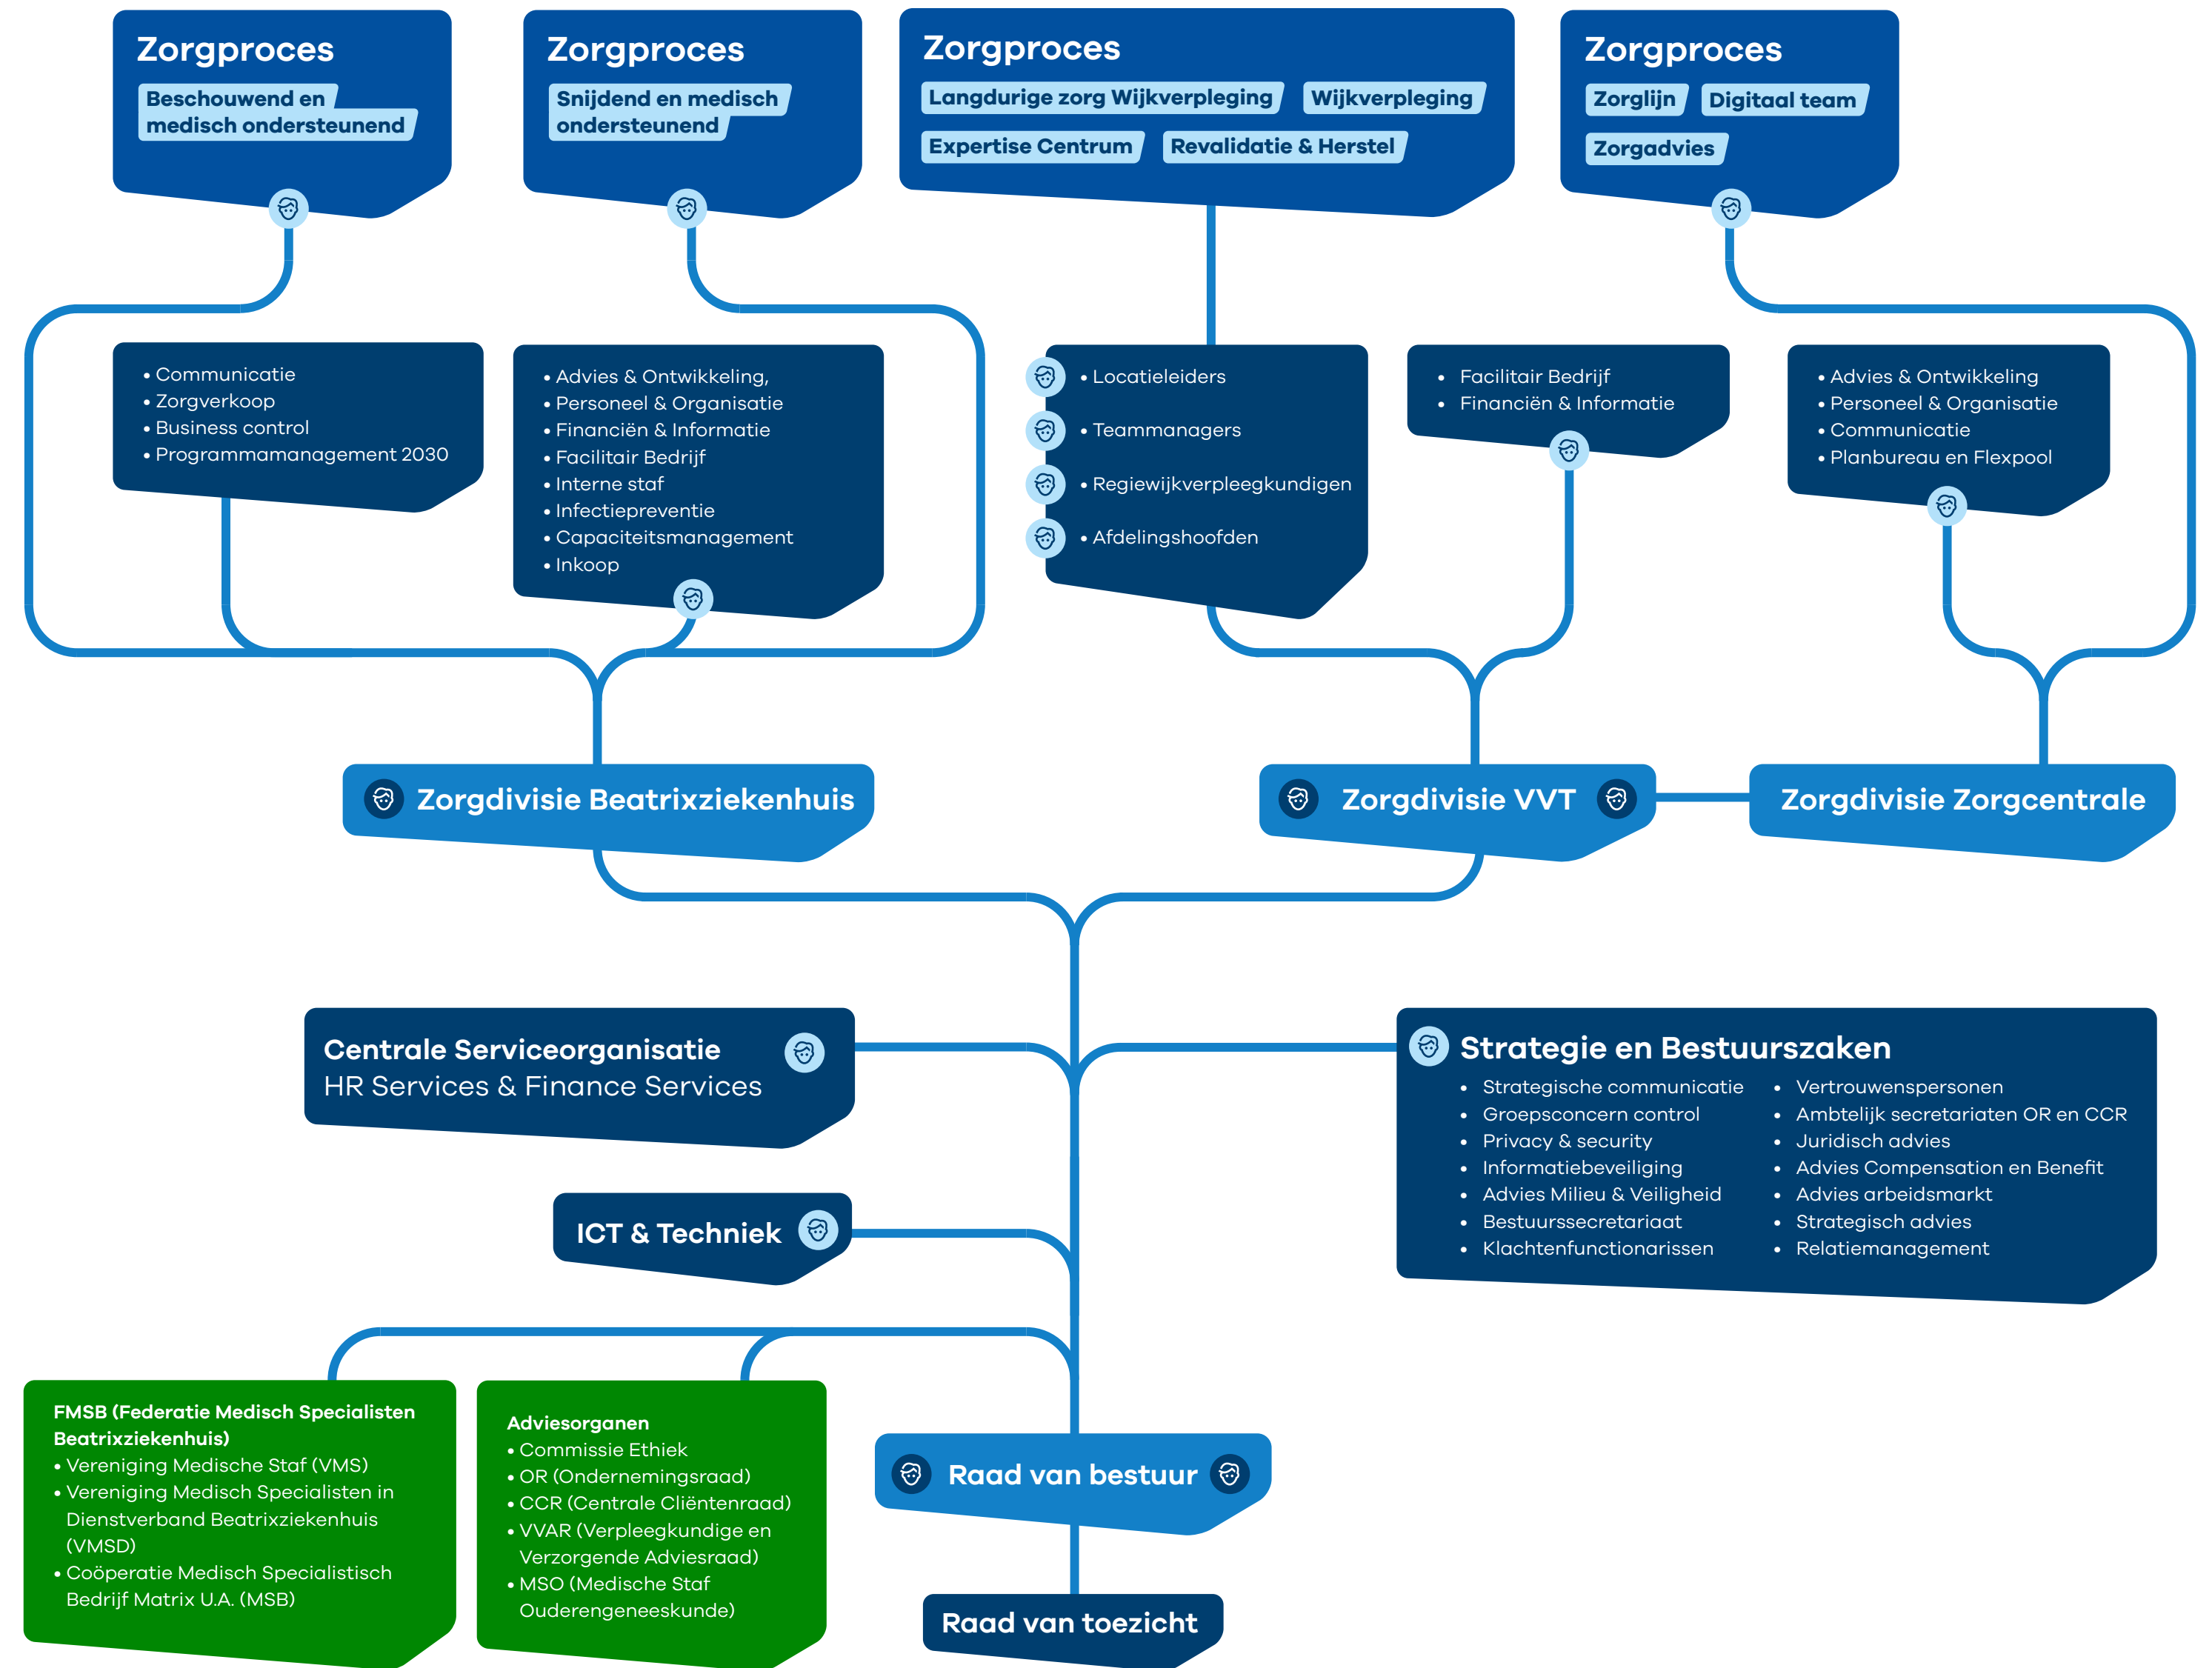 Zorgproces
Beschouwend en
medisch ondersteunend
Zorgproces
Snijdend en medisch
ondersteunend
Zorgproces
Langdurige zorg Wijkverpleging
Wijkverpleging
Expertise Centrum
Revalidatie & Herstel
Zorgproces
Zorglijn
Digitaal team
Zorgadvies
• Communicatie
• Zorgverkoop
• Business control
• Programmamanagement 2030
• Advies & Ontwikkeling,
• Personeel & Organisatie
• Financiën & Informatie
• Facilitair Bedrijf
• Interne staf
• Infectiepreventie
• Capaciteitsmanagement
• Inkoop
• Locatieleiders
• Teammanagers
• Regiewijkverpleegkundigen
• Afdelingshoofden
• Facilitair Bedrijf
• Financiën & Informatie
• Advies & Ontwikkeling
• Personeel & Organisatie
• Communicatie
• Planbureau en Flexpool
Zorgdivisie Beatrixziekenhuis
Zorgdivisie VVT
Zorgdivisie Zorgcentrale
Centrale Serviceorganisatie
HR Services & Finance Services
Strategie en Bestuurszaken
• Strategische communicatie
• Groepsconcern control
• Privacy & security
• Informatiebeveiliging
• Advies Milieu & Veiligheid
• Bestuurssecretariaat
• Klachtenfunctionarissen
• Vertrouwenspersonen
• Ambtelijk secretariaten OR en CCR
• Juridisch advies
• Advies Compensation en Benefit
• Advies arbeidsmarkt
• Strategisch advies
• Relatiemanagement
ICT & Techniek
FMSB (Federatie Medisch Specialisten
Beatrixziekenhuis)
• Vereniging Medische Staf (VMS)
• Vereniging Medisch Specialisten in
Dienstverband Beatrixziekenhuis
(VMSD)
• Coöperatie Medisch Specialistisch
Bedrijf Matrix U.A. (MSB)
Adviesorganen
• Commissie Ethiek
• OR (Ondernemingsraad)
• CCR (Centrale Cliëntenraad)
• VVAR (Verpleegkundige en
Verzorgende Adviesraad)
• MSO (Medische Staf
Ouderengeneeskunde)
Raad van bestuur
Raad van toezicht